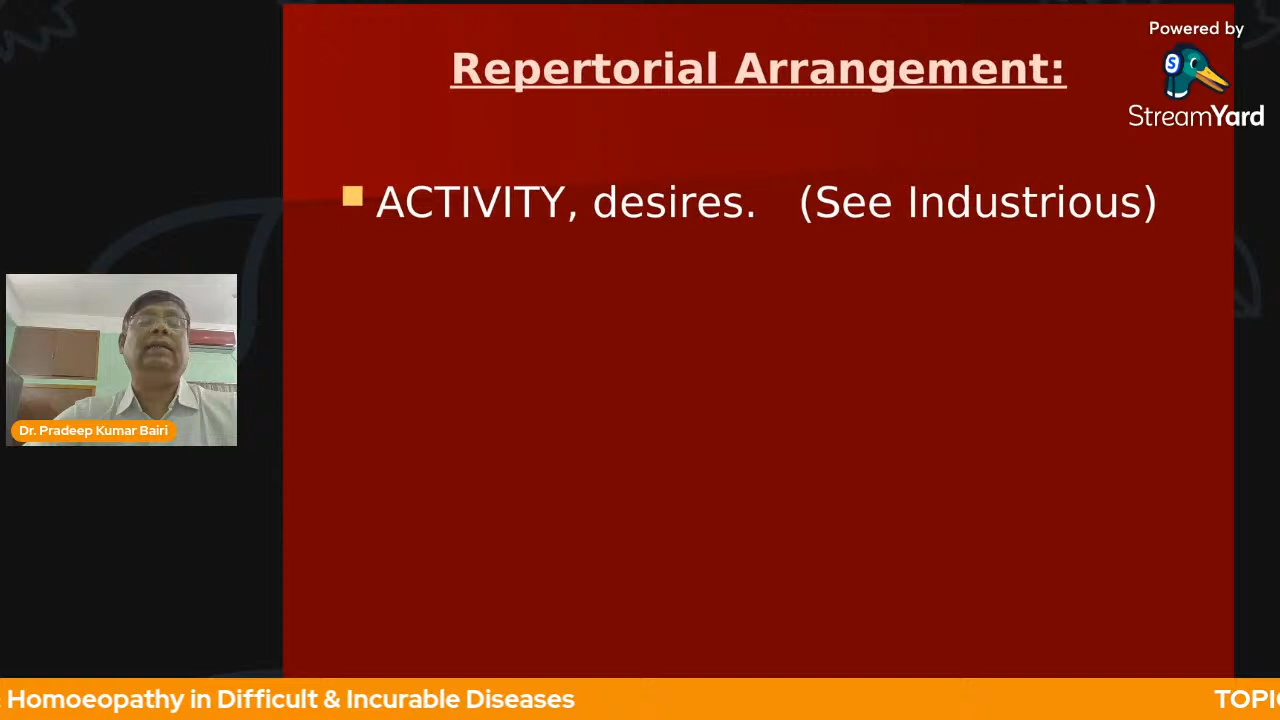 Powered by
S
StreamYard
Repertorial Arrangement:
ACTIVITY, desires. (See Industrious)
Dr. Pradeep Kumar Bairi
: Homoeopathy in Difficult & Incurable Diseases
TOPI